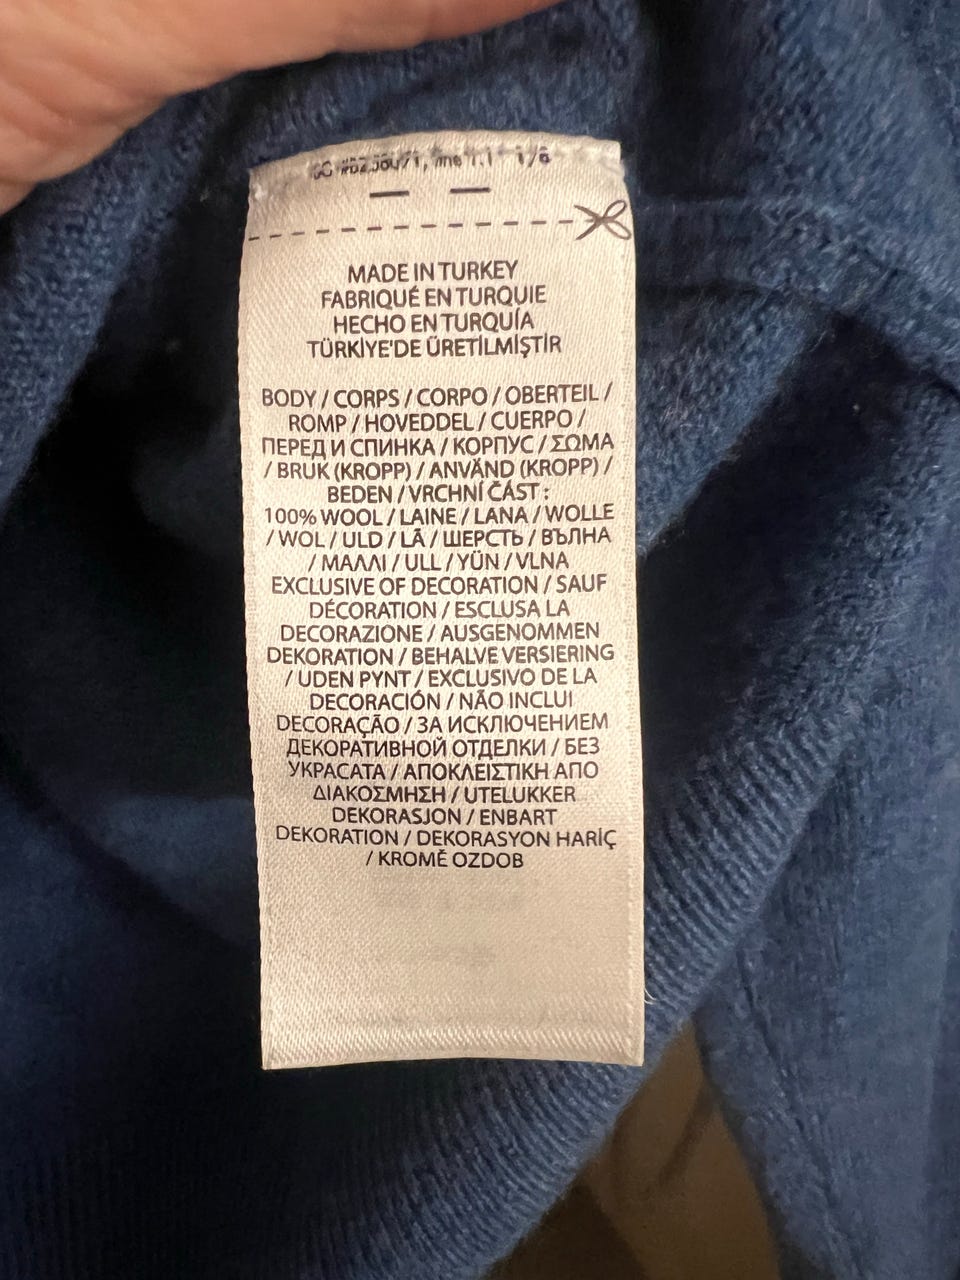 MADE IN TURKEY
FABRIQUÉ EN TURQUIE
HECHO EN TURQUÍA
TÜRKİYE'DE ÜRETİLMİŞTİR
BODY / CORPS / CORPO / OBERTEIL /
ROMP / HOVEDDEL / CUERPO /
ПЕРЕД И СПИНКА / КОРПУС / ΣΩΜΑ
/ BRUK (KROPP) / ANVÄND (KROPP) /
BEDEN / VRCHNÍ ČÁST :
100% WOOL / LAINE / LANA / WOLLE
/ WOL / ULD / LÃ / ШЕРСТЬ / ВЪЛНА
/ ΜΑΛΛΙ / ULL / YÜN / VLNA
EXCLUSIVE OF DECORATION / SAUF
DÉCORATION / ESCLUSA LA
DECORAZIONE / AUSGENOMMEN
DEKORATION / BEHALVE VERSIERING
/ UDEN PYNT / EXCLUSIVO DE LA
DECORACIÓN / NÃO INCLUI
DECORAÇÃO / ЗА ИСКЛЮЧЕНИЕМ
ДЕКОРАТИВНОЙ ОТДЕЛКИ / БЕЗ
УКРАСАТА / ΑΠΟΚΛΕΙΣΤΙΚΗ ΑΠΟ
ΔΙΑΚΟΣΜΗΣΗ / UTELUKKER
DEKORASJON / ENBART
DEKORATION / DEKORASYON HARİÇ
/ KROMĚ OZDOB